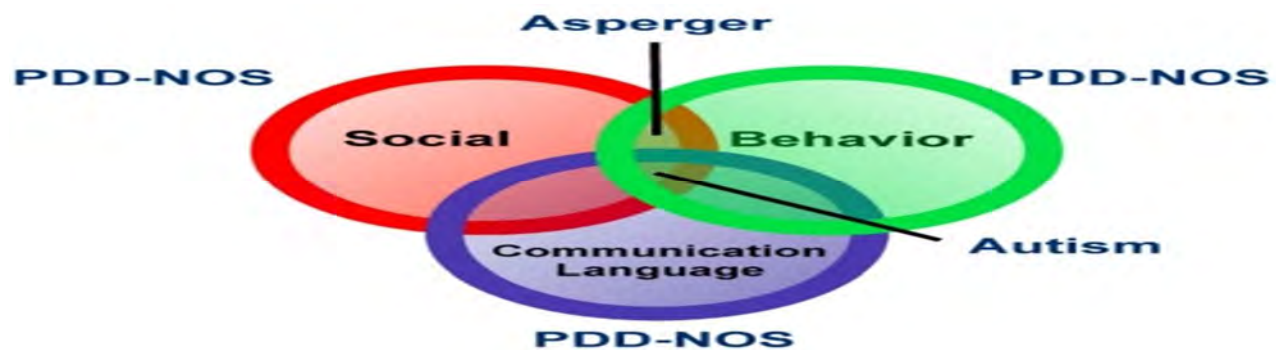 Asperger
PDD-NOS
PDD-NOS
Social
Behavior
Communication
Language
Autism
PDD-NOS